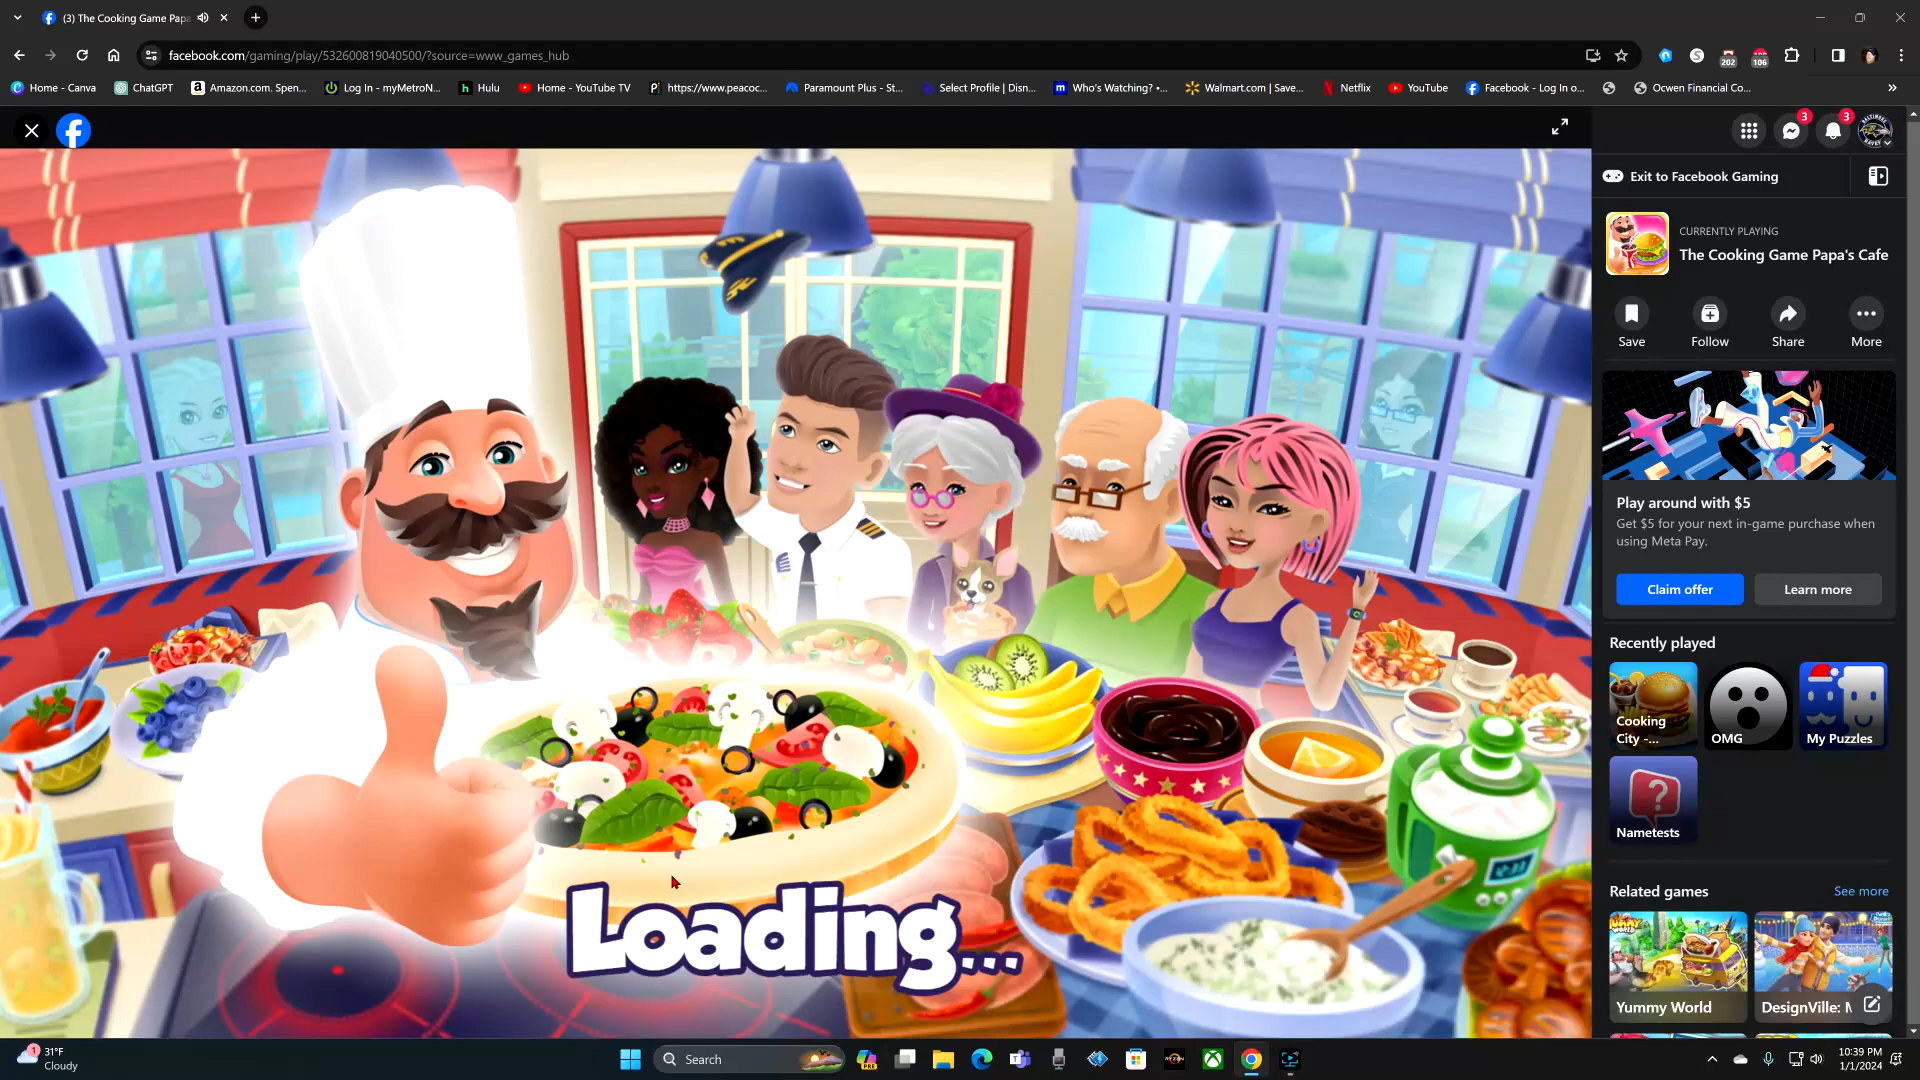 (3) The Cooking Game Papa
facebook.com/gaming/play/532600819040500/?source=www_games_hub
202
106
Home - Canva
ChatGPT
Amazon.com. Spen...
Log In - myMetroN...
Hulu
Home - YouTube TV
https://www.peacoc...
Paramount Plus - St...
Select Profile | Disn...
Who's Watching? •...
Walmart.com | Save...
Netflix
YouTube
Facebook - Log In o...
Ocwen Financial Co...
3
3
Exit to Facebook Gaming
CURRENTLY PLAYING
The Cooking Game Papa's Cafe
Save
Follow
Share
More
Play around with $5
Get $5 for your next in-game purchase when
using Meta Pay.
Claim offer
Learn more
Recently played
Cooking
City -...
OMG
My Puzzles
Nametests
Related games
See more
Yummy World
DesignVille:
Loading...
1
31°F
Cloudy
Search
10:39 PM
1/1/2024